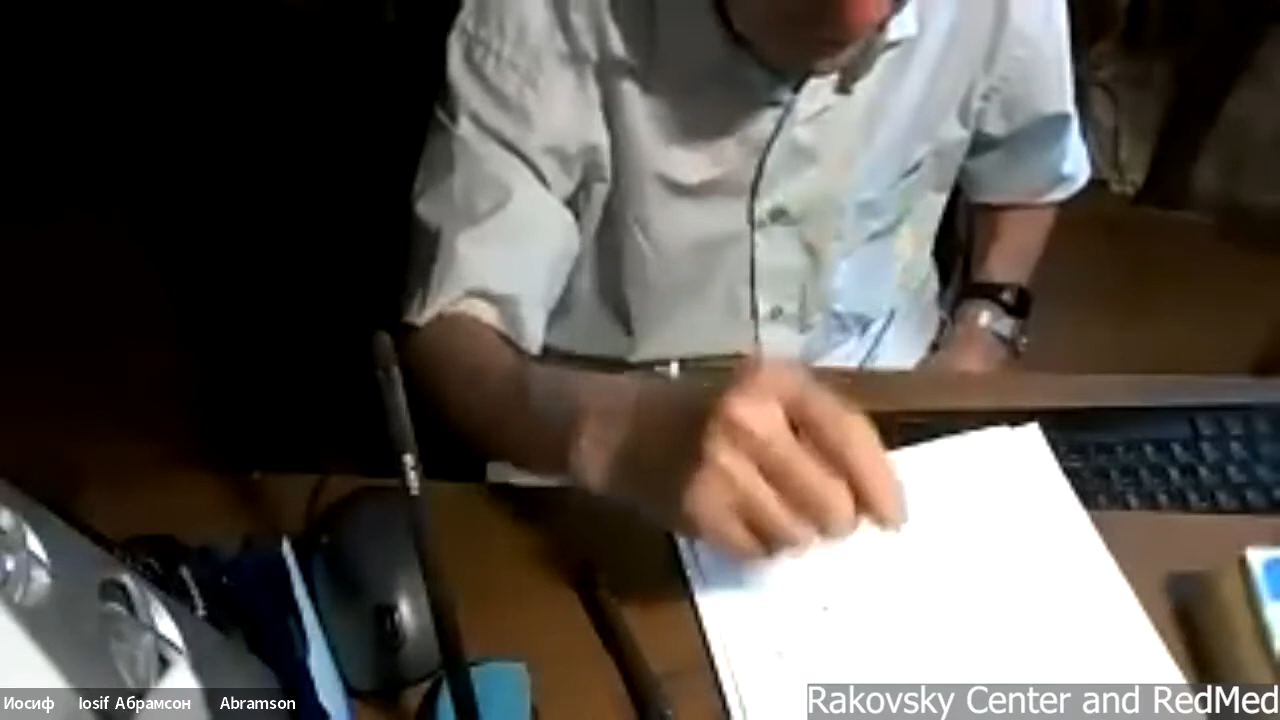 Иосиф Iosif Абрамсон Abramson
Rakovsky Center and RedMed